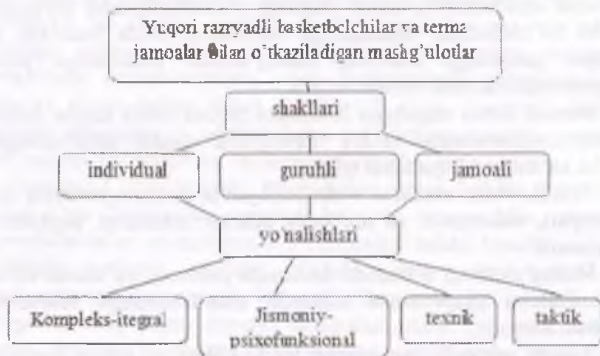 Yuqori razryadli basketbolchilar va terma
jamoalar bilan o`tkaziladigan mashg'ulotlar
shakllari
individual guruhli jamoali
yo'nalishlari
Kompleks-itegral Jismoniy-
psixofunksional texnik taktik